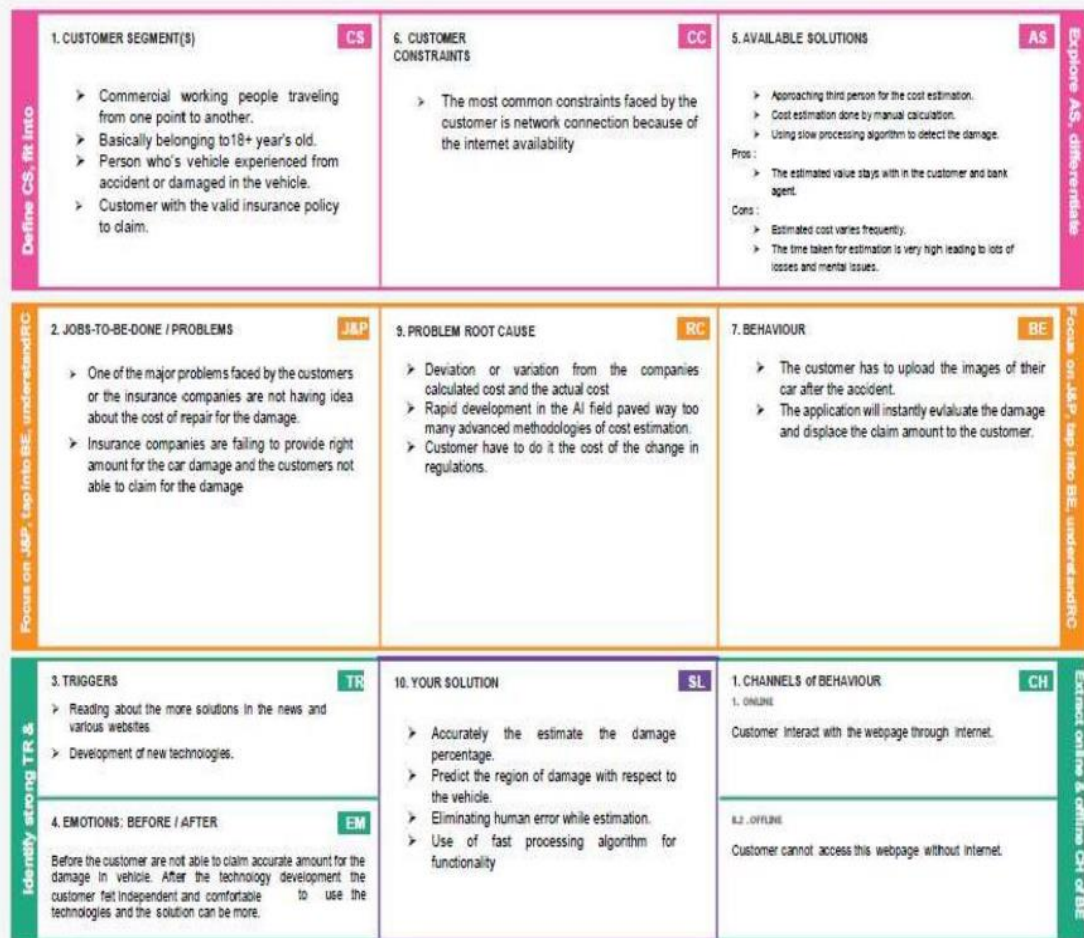 Define CS, fit into
1. CUSTOMER SEGMENT(S)
CS
➤ Commercial working people traveling
from one point to another.
➤ Basically belonging to18+ year's old.
➤ Person who's vehicle experienced from
accident or damaged in the vehicle.
➤ Customer with the valid insurance policy
to claim.
6. CUSTOMER
CONSTRAINTS
CC
➤ The most common constraints faced by the
customer is network connection because of
the internet availability
5. AVAILABLE SOLUTIONS
AS
➤ Approaching third person for the cost estimation.
➤ Cost estimation done by manual calculation.
➤ Using slow processing algorithm to detect the damage.
Pros :
➤ The estimated value stays with in the customer and bank
agent.
Cons :
➤ Estimated cost varies frequently.
➤ The time taken for estimation is very high leading to lots of
losses and mental issues.
Explore AS, differentiate
Focus on J&P, tap into BE, understandRC
2. JOBS-TO-BE-DONE / PROBLEMS
J&P
➤ One of the major problems faced by the customers
or the insurance companies are not having idea
about the cost of repair for the damage.
➤ Insurance companies are failing to provide right
amount for the car damage and the customers not
able to claim for the damage
9. PROBLEM ROOT CAUSE
RC
➤ Deviation or variation from the companies
calculated cost and the actual cost
➤ Rapid development in the AI field paved way too
many advanced methodologies of cost estimation.
➤ Customer have to do it the cost of the change in
regulations.
7. BEHAVIOUR
BE
➤ The customer has to upload the images of their
car after the accident.
➤ The application will instantly evlaluate the damage
and displace the claim amount to the customer.
Focus on J&P, tap into BE, understandRC
Identify strong TR &
3. TRIGGERS
TR
➤ Reading about the more solutions in the news and
various websites
➤ Development of new technologies.
4. EMOTIONS: BEFORE / AFTER
EM
Before the customer are not able to claim accurate amount for the
damage in vehicle. After the technology development the
customer felt independent and comfortable to use the
technologies and the solution can be more.
10. YOUR SOLUTION
SL
➤ Accurately the estimate the damage
percentage.
➤ Predict the region of damage with respect to
the vehicle.
➤ Eliminating human error while estimation.
➤ Use of fast processing algorithm for
functionality
1. CHANNELS of BEHAVIOUR
CH
1. ONLINE
Customer interact with the webpage through internet.
8.2 .OFFLINE
Customer cannot access this webpage without internet.
Extract online & offline CH of BE